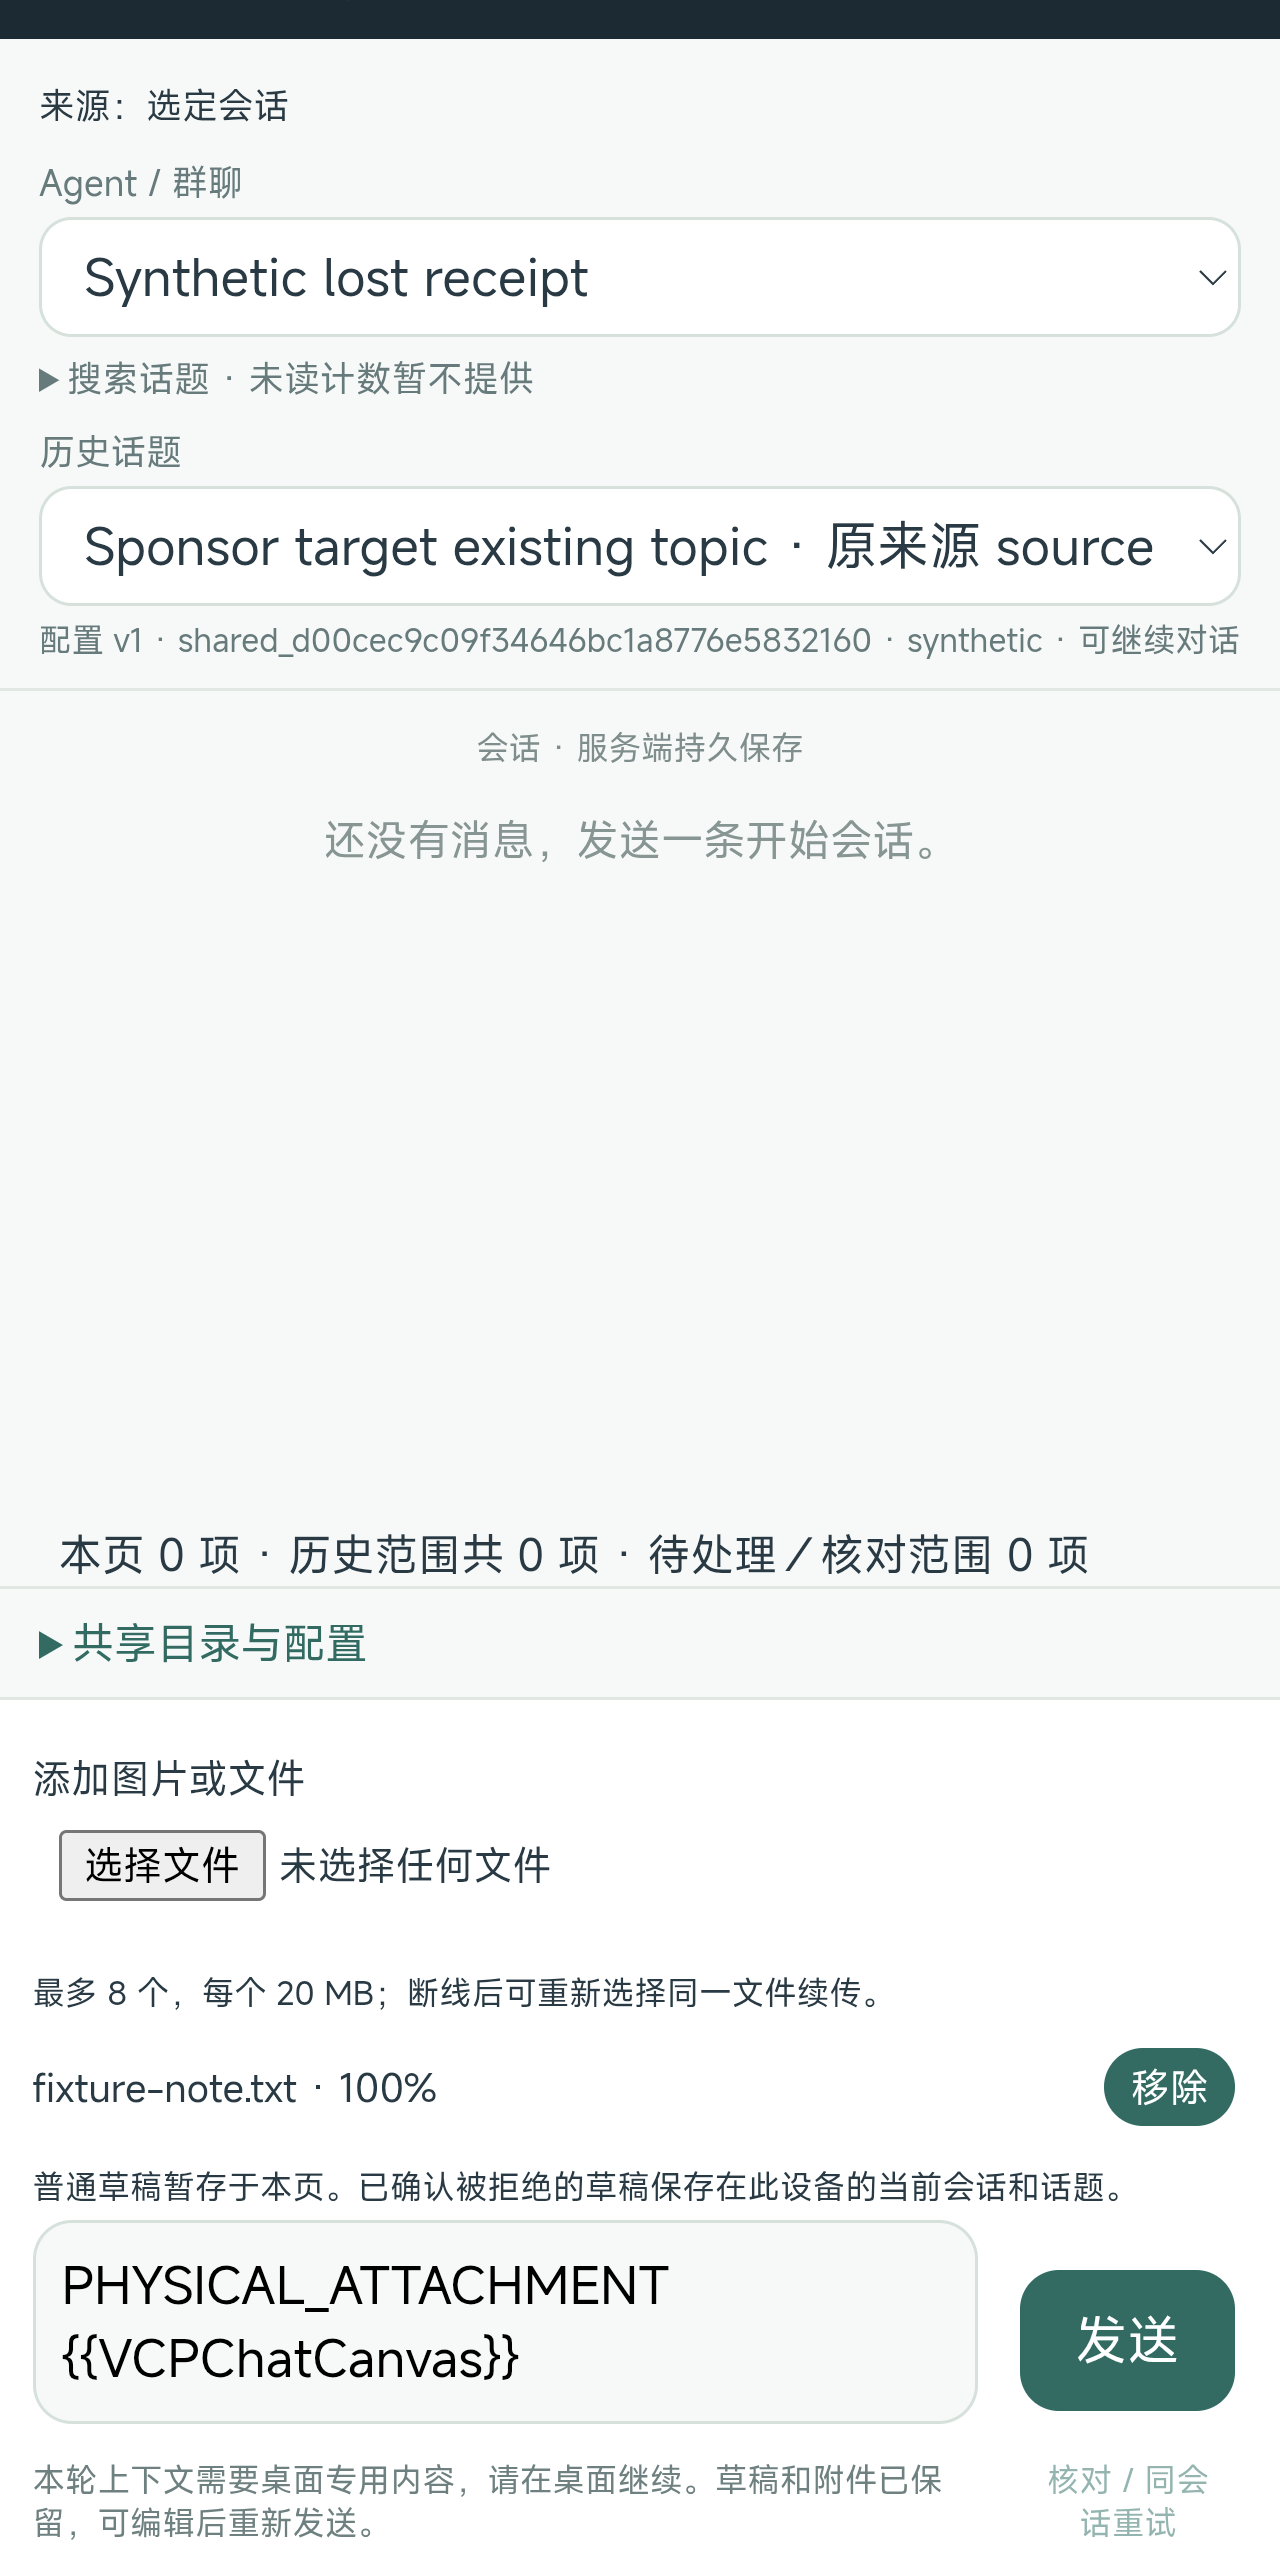 来源：选定会话
Agent / 群聊
Synthetic lost receipt
▶搜索话题 · 未读计数暂不提供
历史话题
Sponsor target existing topic · 原来源 source
配置 v1 · shared_d00cec9c09f34646bc1a8776e5832160 · synthetic · 可继续对话
会话 · 服务端持久保存
还没有消息，发送一条开始会话。
本页 0 项 · 历史范围共 0 项 · 待处理／核对范围 0 项
▶共享目录与配置
添加图片或文件
选择文件 未选择任何文件
最多 8 个，每个 20 MB；断线后可重新选择同一文件续传。
fixture-note.txt · 100% 移除
普通草稿暂存于本页。已确认被拒绝的草稿保存在此设备的当前会话和话题。
PHYSICAL_ATTACHMENT
{{VCPChatCanvas}}
发送
本轮上下文需要桌面专用内容，请在桌面继续。草稿和附件已保
留，可编辑后重新发送。
核对 / 同会
话重试